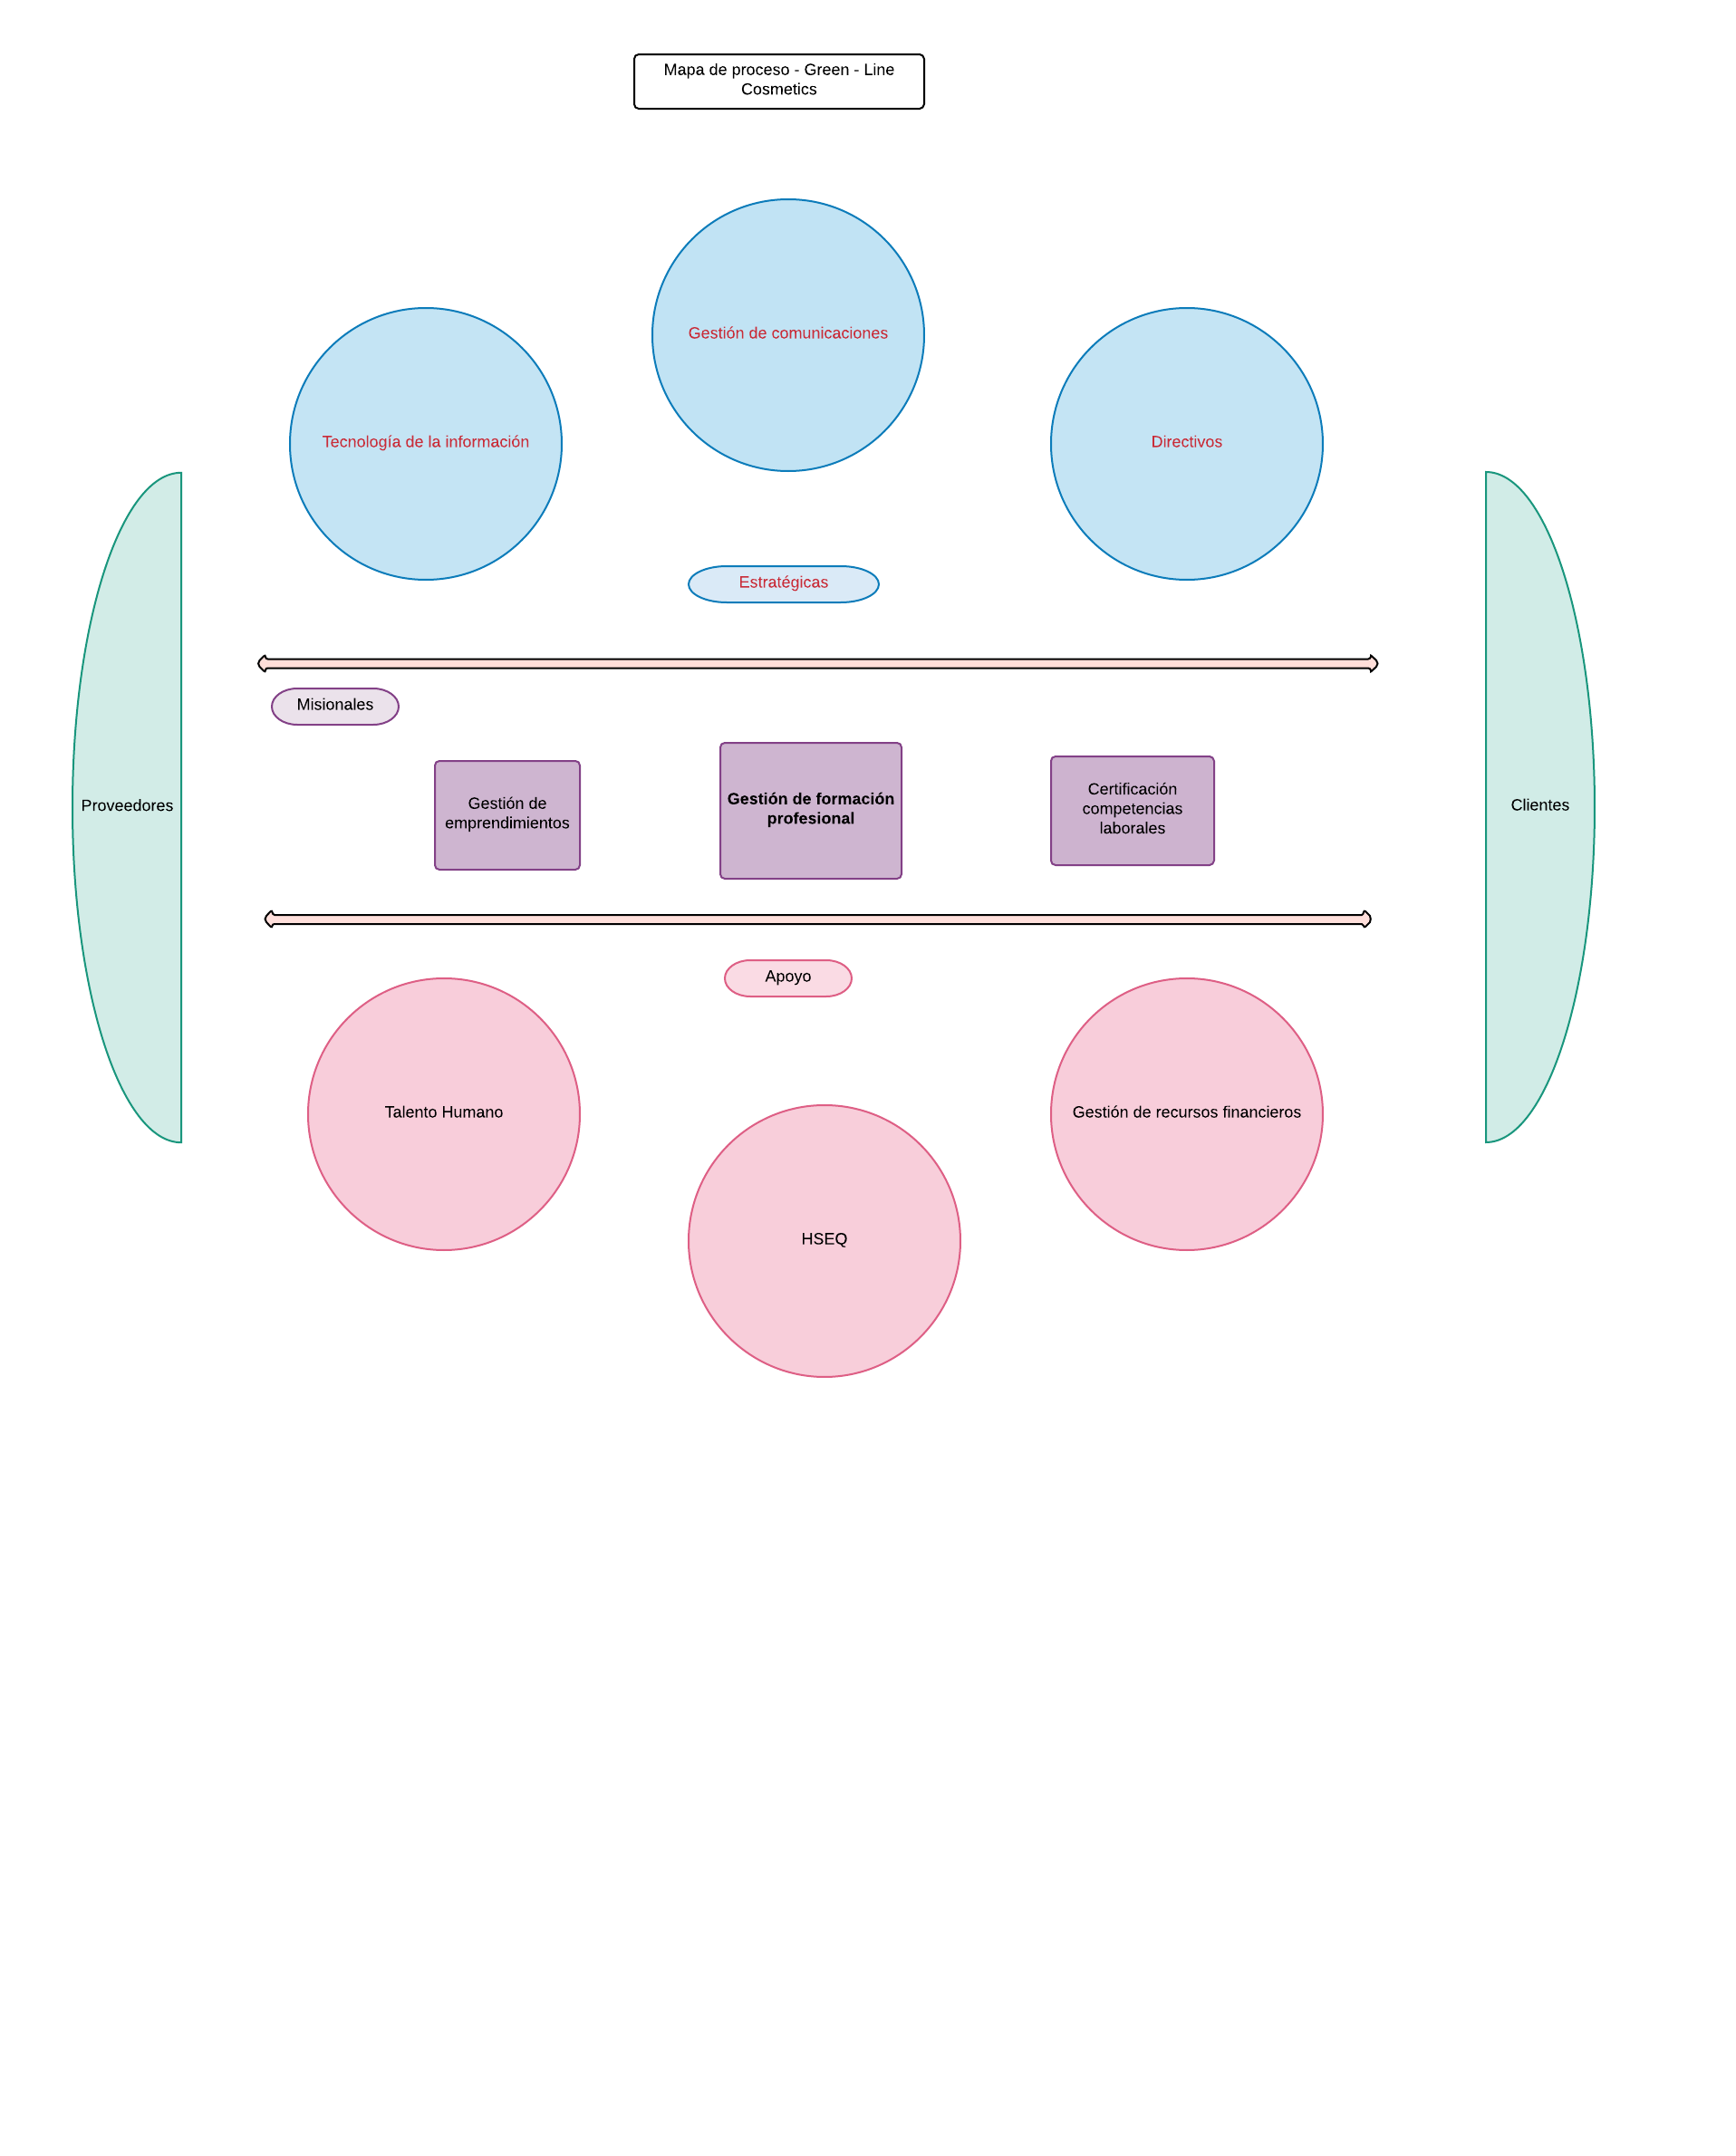 Mapa de proceso - Green - Line
Cosmetics
Gestión de comunicaciones
Tecnología de la información
Directivos
Estratégicas
Misionales
Gestión de
emprendimientos
Gestión de formación
profesional
Certificación
competencias
laborales
Proveedores
Clientes
Apoyo
Talento Humano
Gestión de recursos financieros
HSEQ